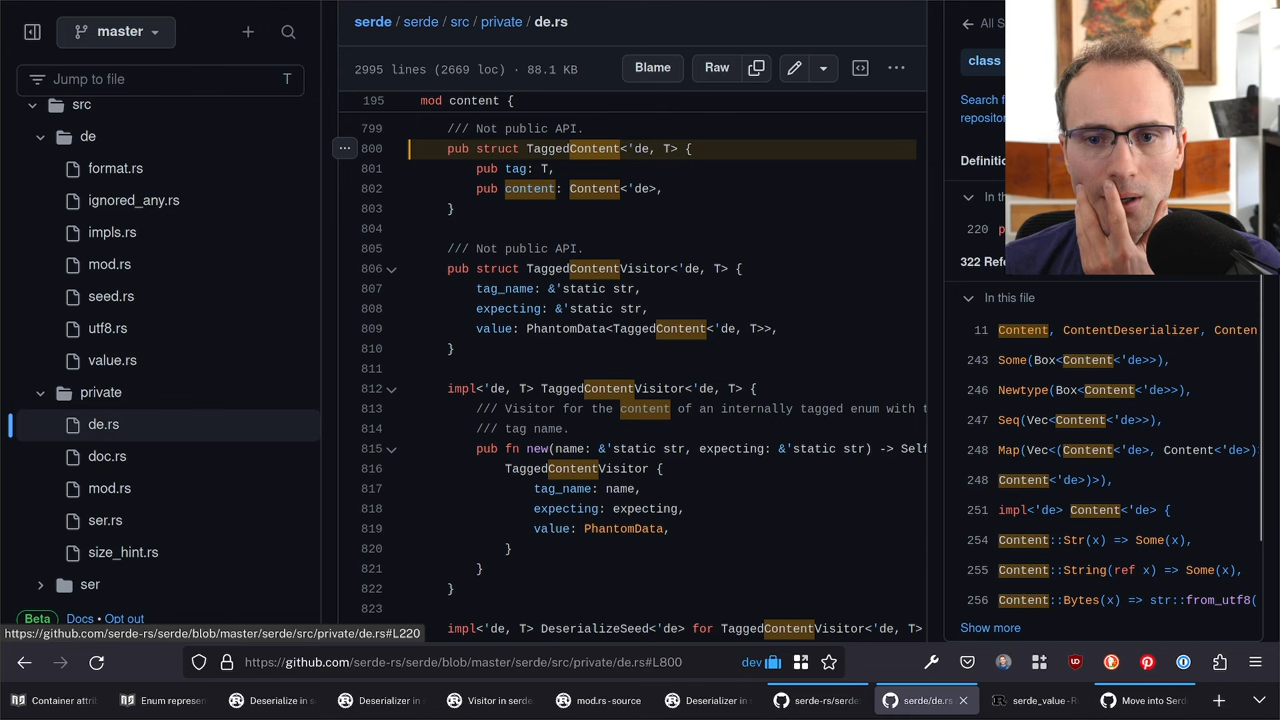 master
Jump to file
T
src
de
format.rs
ignored_any.rs
impls.rs
mod.rs
seed.rs
utf8.rs
value.rs
private
de.rs
doc.rs
mod.rs
ser.rs
size_hint.rs
ser
Beta Docs • Opt out
https://github.com/serde-rs/serde/blob/master/serde/src/private/de.rs#L220
serde / serde / src / private / de.rs
2995 lines (2669 loc) · 88.1 KB
Blame
Raw
195 mod content {
799 /// Not public API.
800 pub struct TaggedContent<'de, T> {
801 pub tag: T,
802 pub content: Content<'de>,
803 }
804
805 /// Not public API.
806 pub struct TaggedContentVisitor<'de, T> {
807 tag_name: &'static str,
808 expecting: &'static str,
809 value: PhantomData<TaggedContent<'de, T>>,
810 }
811
812 impl<'de, T> TaggedContentVisitor<'de, T> {
813 /// Visitor for the content of an internally tagged enum with t
814 /// tag name.
815 pub fn new(name: &'static str, expecting: &'static str) -> Self
816 TaggedContentVisitor {
817 tag_name: name,
818 expecting: expecting,
819 value: PhantomData,
820 }
821 }
822 }
823
impl<'de, T> DeserializeSeed<'de> for TaggedContentVisitor<'de, T>
All S
class
Search f
reposito
Definitio
In th
220 p
322 Refe
In this file
11 Content, ContentDeserializer, Conten
243 Some(Box<Content<'de>>),
246 Newtype(Box<Content<'de>>),
247 Seq(Vec<Content<'de>>),
248 Map(Vec<(Content<'de>, Content<'de>)
248 Content<'de>)>),
251 impl<'de> Content<'de> {
254 Content::Str(x) => Some(x),
255 Content::String(ref x) => Some(x),
256 Content::Bytes(x) => str::from_utf8(
Show more
https://github.com/serde-rs/serde/blob/master/serde/src/private/de.rs#L800
dev
Container attri
Enum represen
Deserialize in s
Deserializer in
Visitor in serde
mod.rs - source
Deserializer in
serde-rs/serde
serde/de.rs
serde_value - R
Move into Serd